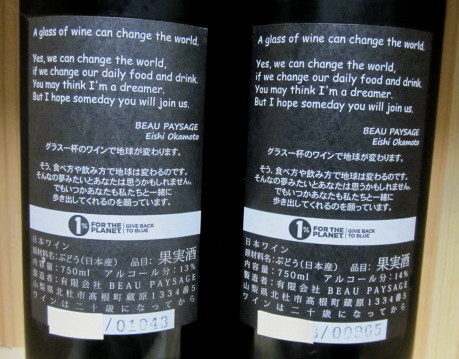 A glass of wine can change the world.
Yes, we can change the world,
if we change our daily food and drink.
You may think I'm a dreamer.
But I hope someday you will join us.
BEAU PAYSAGE
Eishi Okamoto
グラス一杯のワインで地球が変わります。
そう、食べ方や飲み方で地球は変わるのです。
そんなの夢みたいとあなたは思うかもしれません。
でもいつかあなたも私たちと一緒に
歩き出してくれるのを願っています。
1% FOR THE PLANET GIVE BACK TO BLUE
日本ワイン
原材料名:ぶどう(日本産) 品目:果実酒
内容量:750ml アルコール分:13%
製造者:有限会社 BEAU PAYSAGE
山梨県北杜市高根町蔵原1334番5
ワインは二十歳になってから
/01043
A glass of wine can change the world.
Yes, we can change the world,
if we change our daily food and drink.
You may think I'm a dreamer.
But I hope someday you will join us.
BEAU PAYSAGE
Eishi Okamoto
グラス一杯のワインで地球が変わります。
そう、食べ方や飲み方で地球は変わるのです。
そんなの夢みたいとあなたは思うかもしれません。
でもいつかあなたも私たちと一緒に
歩き出してくれるのを願っています。
1% FOR THE PLANET GIVE BACK TO BLUE
日本ワイン
原材料名:ぶどう(日本産) 品目:果実酒
内容量:750ml アルコール分:14%
製造者:有限会社 BEAU PAYSAGE
山梨県北杜市高根町蔵原1334番5
ワインは二十歳になってから